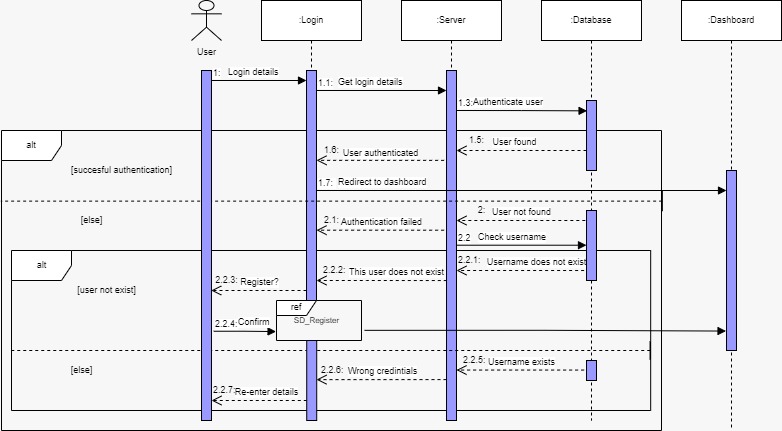 :Login
:Server
:Database
:Dashboard
User
1: Login details
1.1: Get login details
1.3: Authenticate user
alt
1.5: User found
1.6: User authenticated
[succesful authentication]
1.7: Redirect to dashboard
[else]
2: User not found
2.1: Authentication failed
2.2 Check username
alt
2.2.1: Username does not exist
2.2.2: This user does not exist
2.2.3: Register?
[user not exist]
ref
SD_Register
2.2.4: Confirm
[else]
2.2.5: Username exists
2.2.6: Wrong credintials
2.2.7: Re-enter details